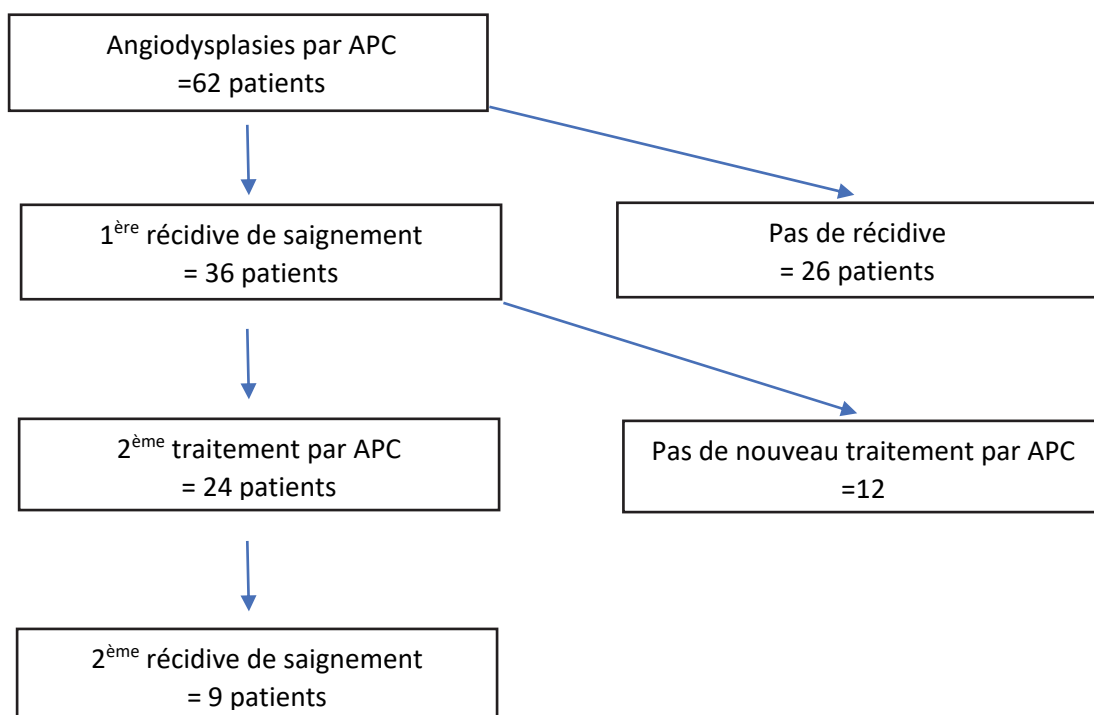 Angiodysplasies par APC
=62 patients
1ère récidive de saignement
= 36 patients
Pas de récidive
= 26 patients
2ème traitement par APC
= 24 patients
Pas de nouveau traitement par APC
=12
2ème récidive de saignement
= 9 patients